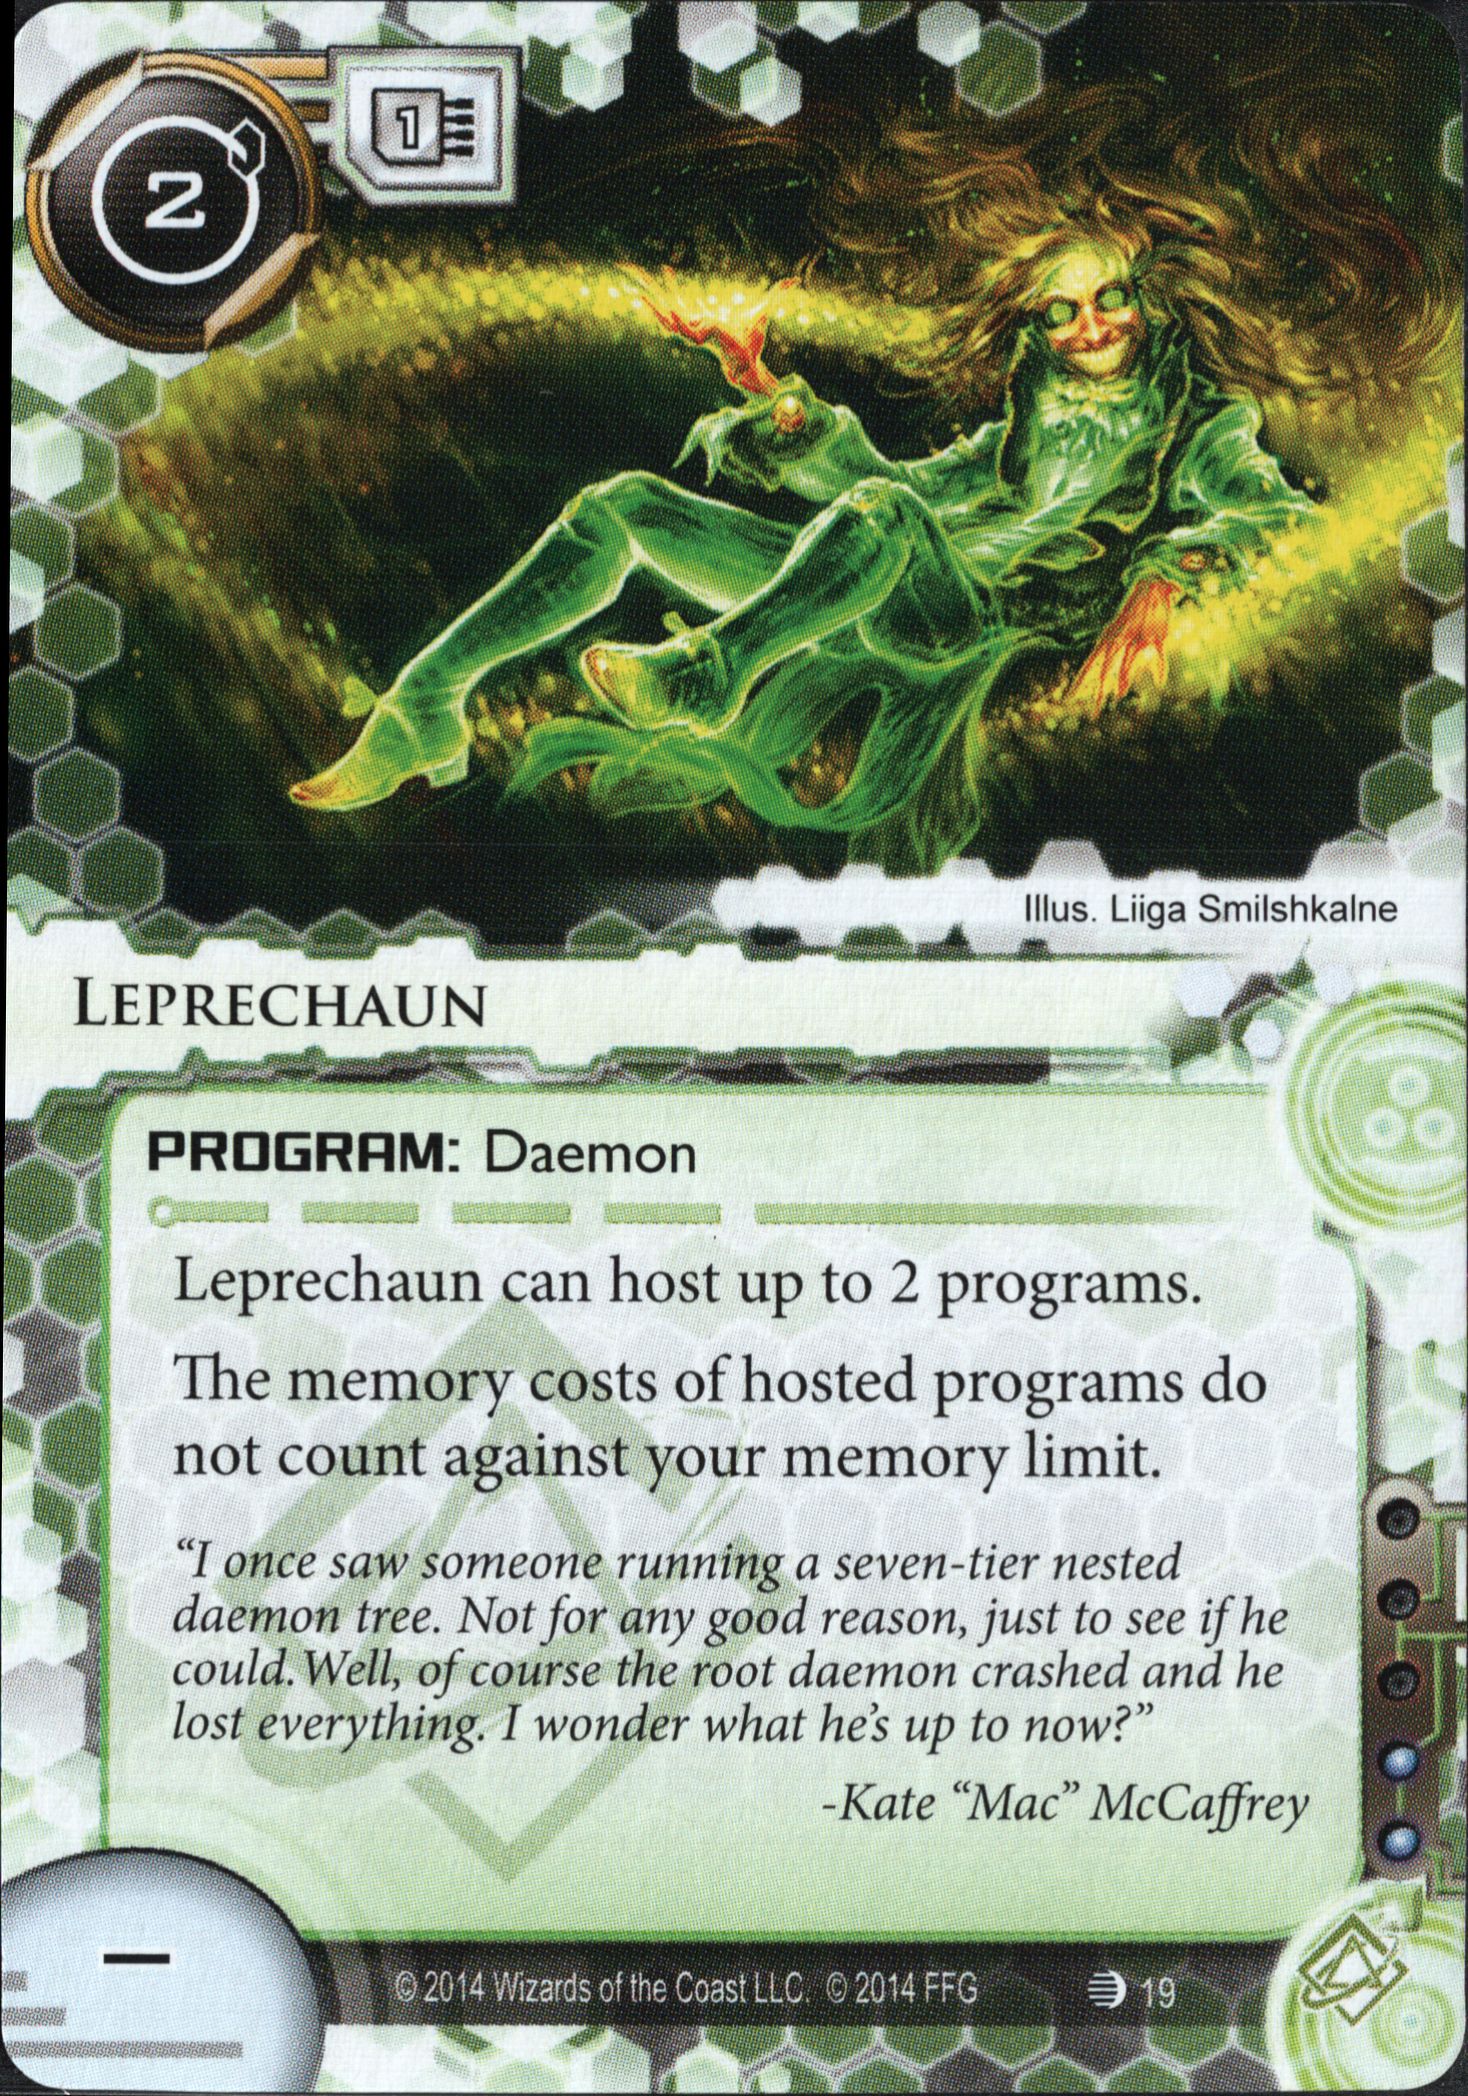 2
1
Illus. Liiga Smilshkalne
LEPRECHAUN
PROGRAM: Daemon
Leprechaun can host up to 2 programs.
The memory costs of hosted programs do
not count against your memory limit.
“I once saw someone running a seven-tier nested
daemon tree. Not for any good reason, just to see if he
could. Well, of course the root daemon crashed and he
lost everything. I wonder what he’s up to now?”
-Kate “Mac” McCaffrey
–
© 2014 Wizards of the Coast LLC. © 2014 FFG 19